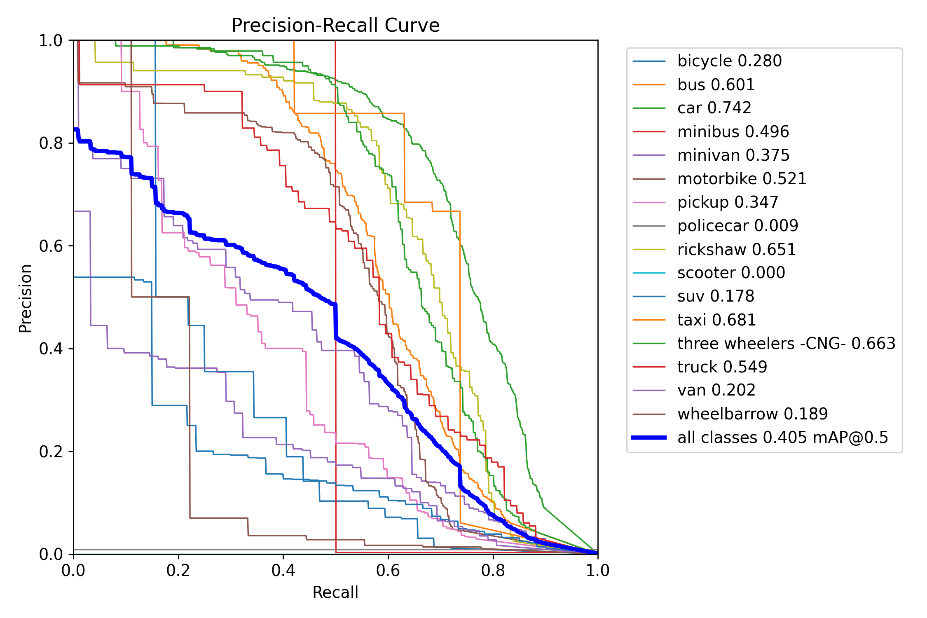 Precision-Recall Curve
1.0
0.8
0.6
0.4
0.2
0.0
Precision
0.0 0.2 0.4 0.6 0.8 1.0
Recall
bicycle 0.280
bus 0.601
car 0.742
minibus 0.496
minivan 0.375
motorbike 0.521
pickup 0.347
policecar 0.009
rickshaw 0.651
scooter 0.000
suv 0.178
taxi 0.681
three wheelers -CNG- 0.663
truck 0.549
van 0.202
wheelbarrow 0.189
all classes 0.405 mAP@0.5